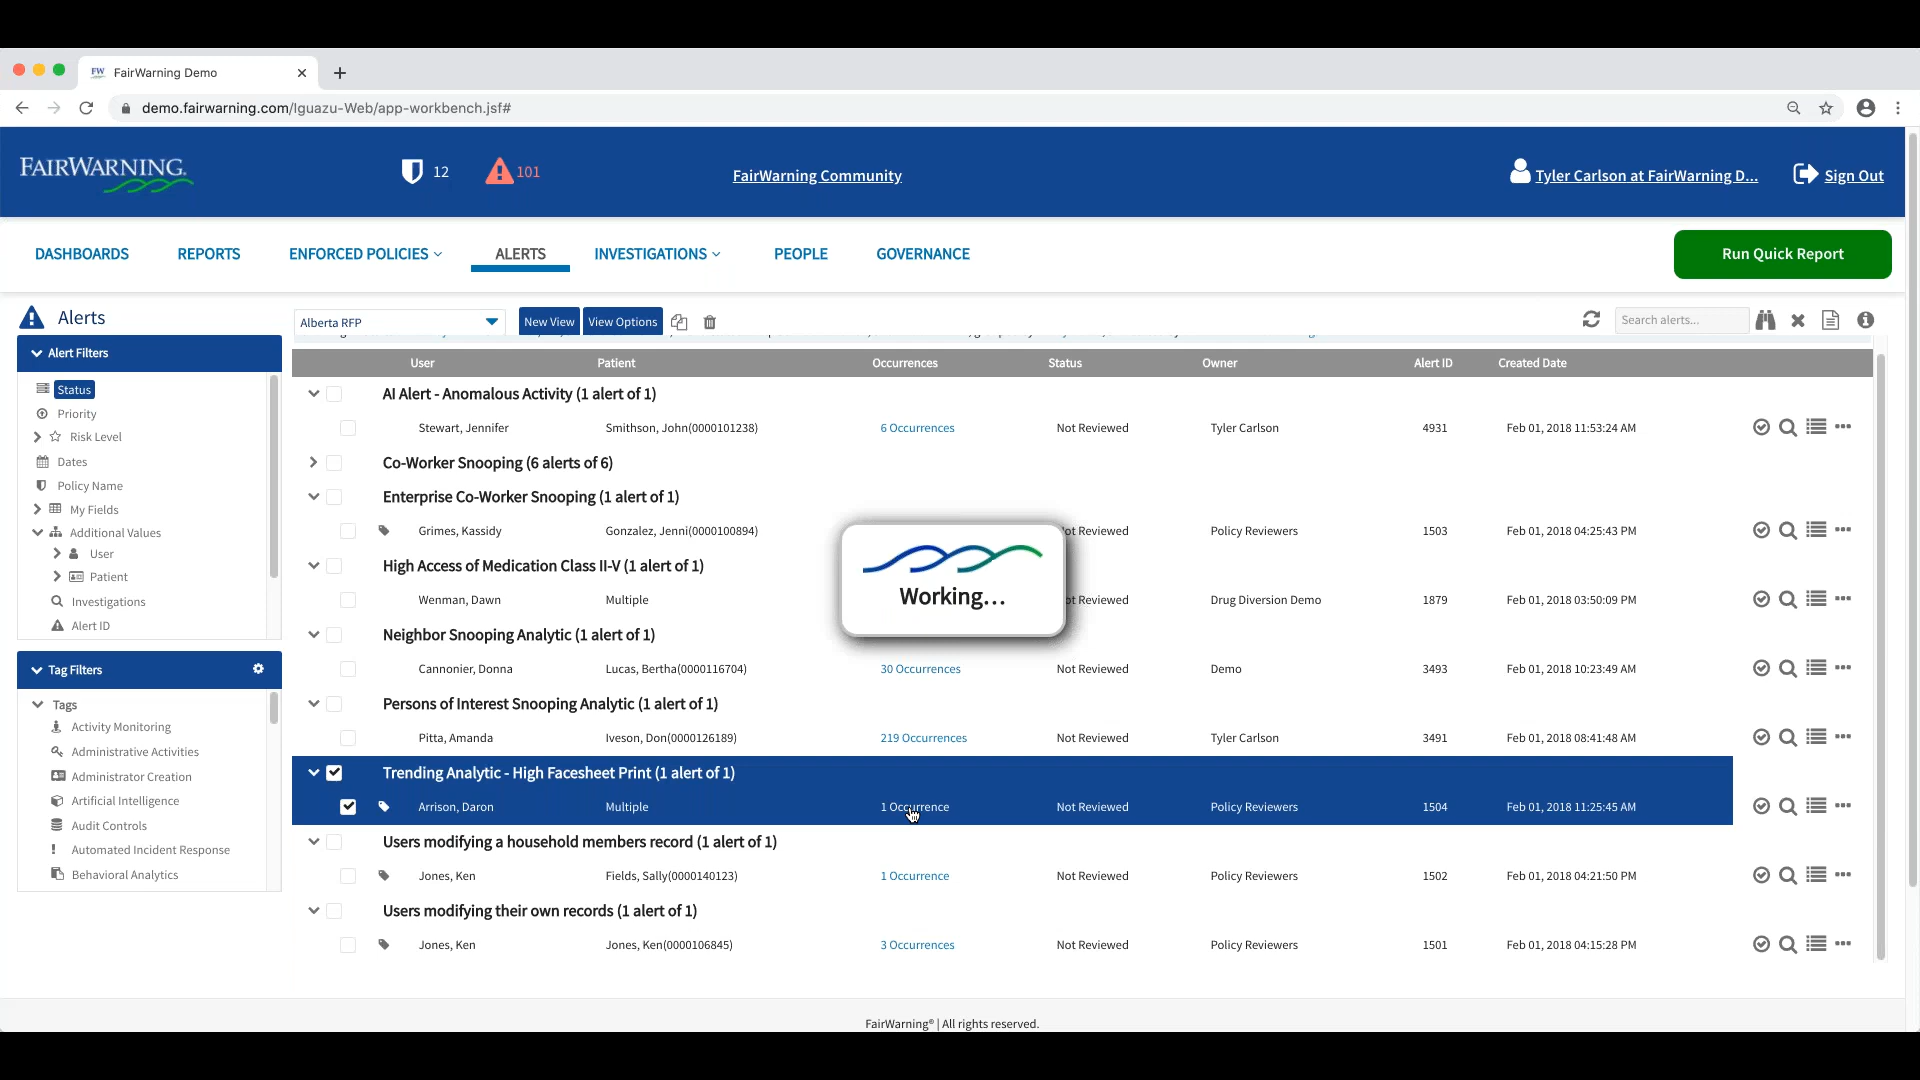 FW FairWarning Demo
demo.fairwarning.com/Iguazu-Web/app-workbench.jsf#
FAIRWARNING.
12
101
FairWarning Community
Tyler Carlson at FairWarning D...
Sign Out
DASHBOARDS
REPORTS
ENFORCED POLICIES
ALERTS
INVESTIGATIONS
PEOPLE
GOVERNANCE
Run Quick Report
Alerts
Alberta RFP
New View
View Options
Search alerts...
Alert Filters
Status
Priority
Risk Level
Dates
Policy Name
My Fields
Additional Values
User
Patient
Investigations
Alert ID
Tag Filters
Tags
Activity Monitoring
Administrative Activities
Administrator Creation
Artificial Intelligence
Audit Controls
Automated Incident Response
Behavioral Analytics
User Patient Occurrences Status Owner Alert ID Created Date
AI Alert - Anomalous Activity (1 alert of 1)
Stewart, Jennifer Smithson, John(0000101238) 6 Occurrences Not Reviewed Tyler Carlson 4931 Feb 01, 2018 11:53:24 AM
Co-Worker Snooping (6 alerts of 6)
Enterprise Co-Worker Snooping (1 alert of 1)
Grimes, Kassidy Gonzalez, Jenni(0000100894) ot Reviewed Policy Reviewers 1503 Feb 01, 2018 04:25:43 PM
High Access of Medication Class II-V (1 alert of 1)
Wenman, Dawn Multiple ot Reviewed Drug Diversion Demo 1879 Feb 01, 2018 03:50:09 PM
Working...
Neighbor Snooping Analytic (1 alert of 1)
Cannonier, Donna Lucas, Bertha(0000116704) 30 Occurrences Not Reviewed Demo 3493 Feb 01, 2018 10:23:49 AM
Persons of Interest Snooping Analytic (1 alert of 1)
Pitta, Amanda Iveson, Don(0000126189) 219 Occurrences Not Reviewed Tyler Carlson 3491 Feb 01, 2018 08:41:48 AM
Trending Analytic - High Facesheet Print (1 alert of 1)
Arrison, Daron Multiple 1 Occurrence Not Reviewed Policy Reviewers 1504 Feb 01, 2018 11:25:45 AM
Users modifying a household members record (1 alert of 1)
Jones, Ken Fields, Sally(0000140123) 1 Occurrence Not Reviewed Policy Reviewers 1502 Feb 01, 2018 04:21:50 PM
Users modifying their own records (1 alert of 1)
Jones, Ken Jones, Ken(0000106845) 3 Occurrences Not Reviewed Policy Reviewers 1501 Feb 01, 2018 04:15:28 PM
FairWarning® | All rights reserved.